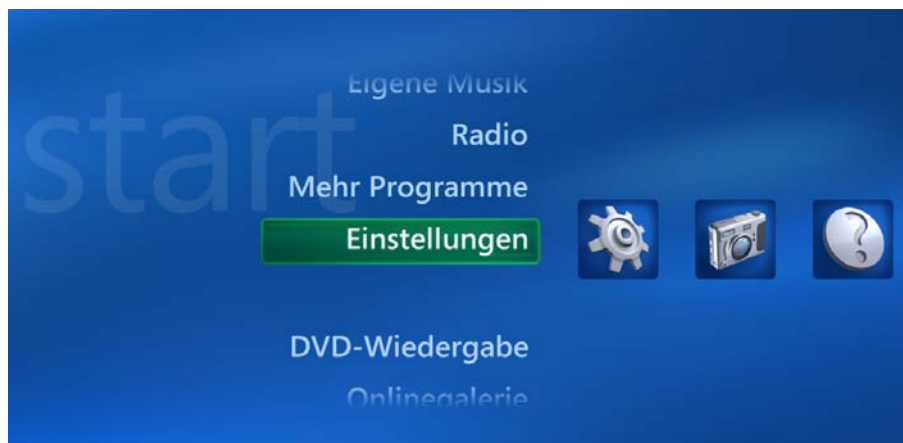 start
Eigene Musik
Radio
Mehr Programme
Einstellungen
DVD-Wiedergabe
Onlinegalerie